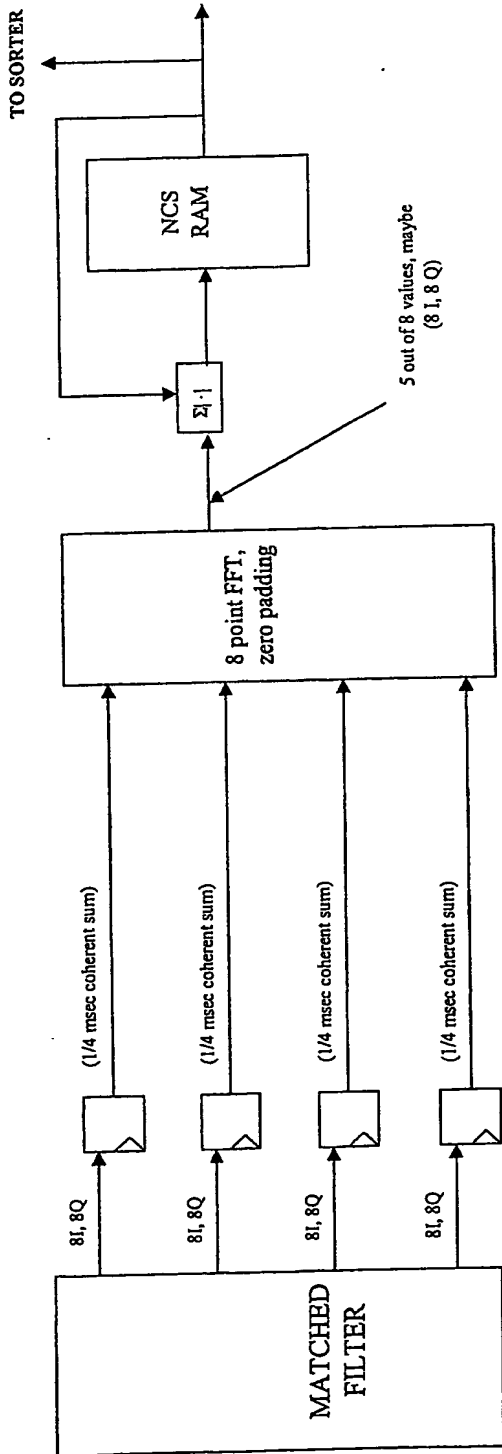 TO SORTER
NCS
RAM
Σ|·|
5 out of 8 values, maybe
(8 I, 8 Q)
8 point FFT,
zero padding
(1/4 msec coherent sum)
(1/4 msec coherent sum)
(1/4 msec coherent sum)
(1/4 msec coherent sum)
8I, 8Q
8I, 8Q
8I, 8Q
8I, 8Q
MATCHED
FILTER